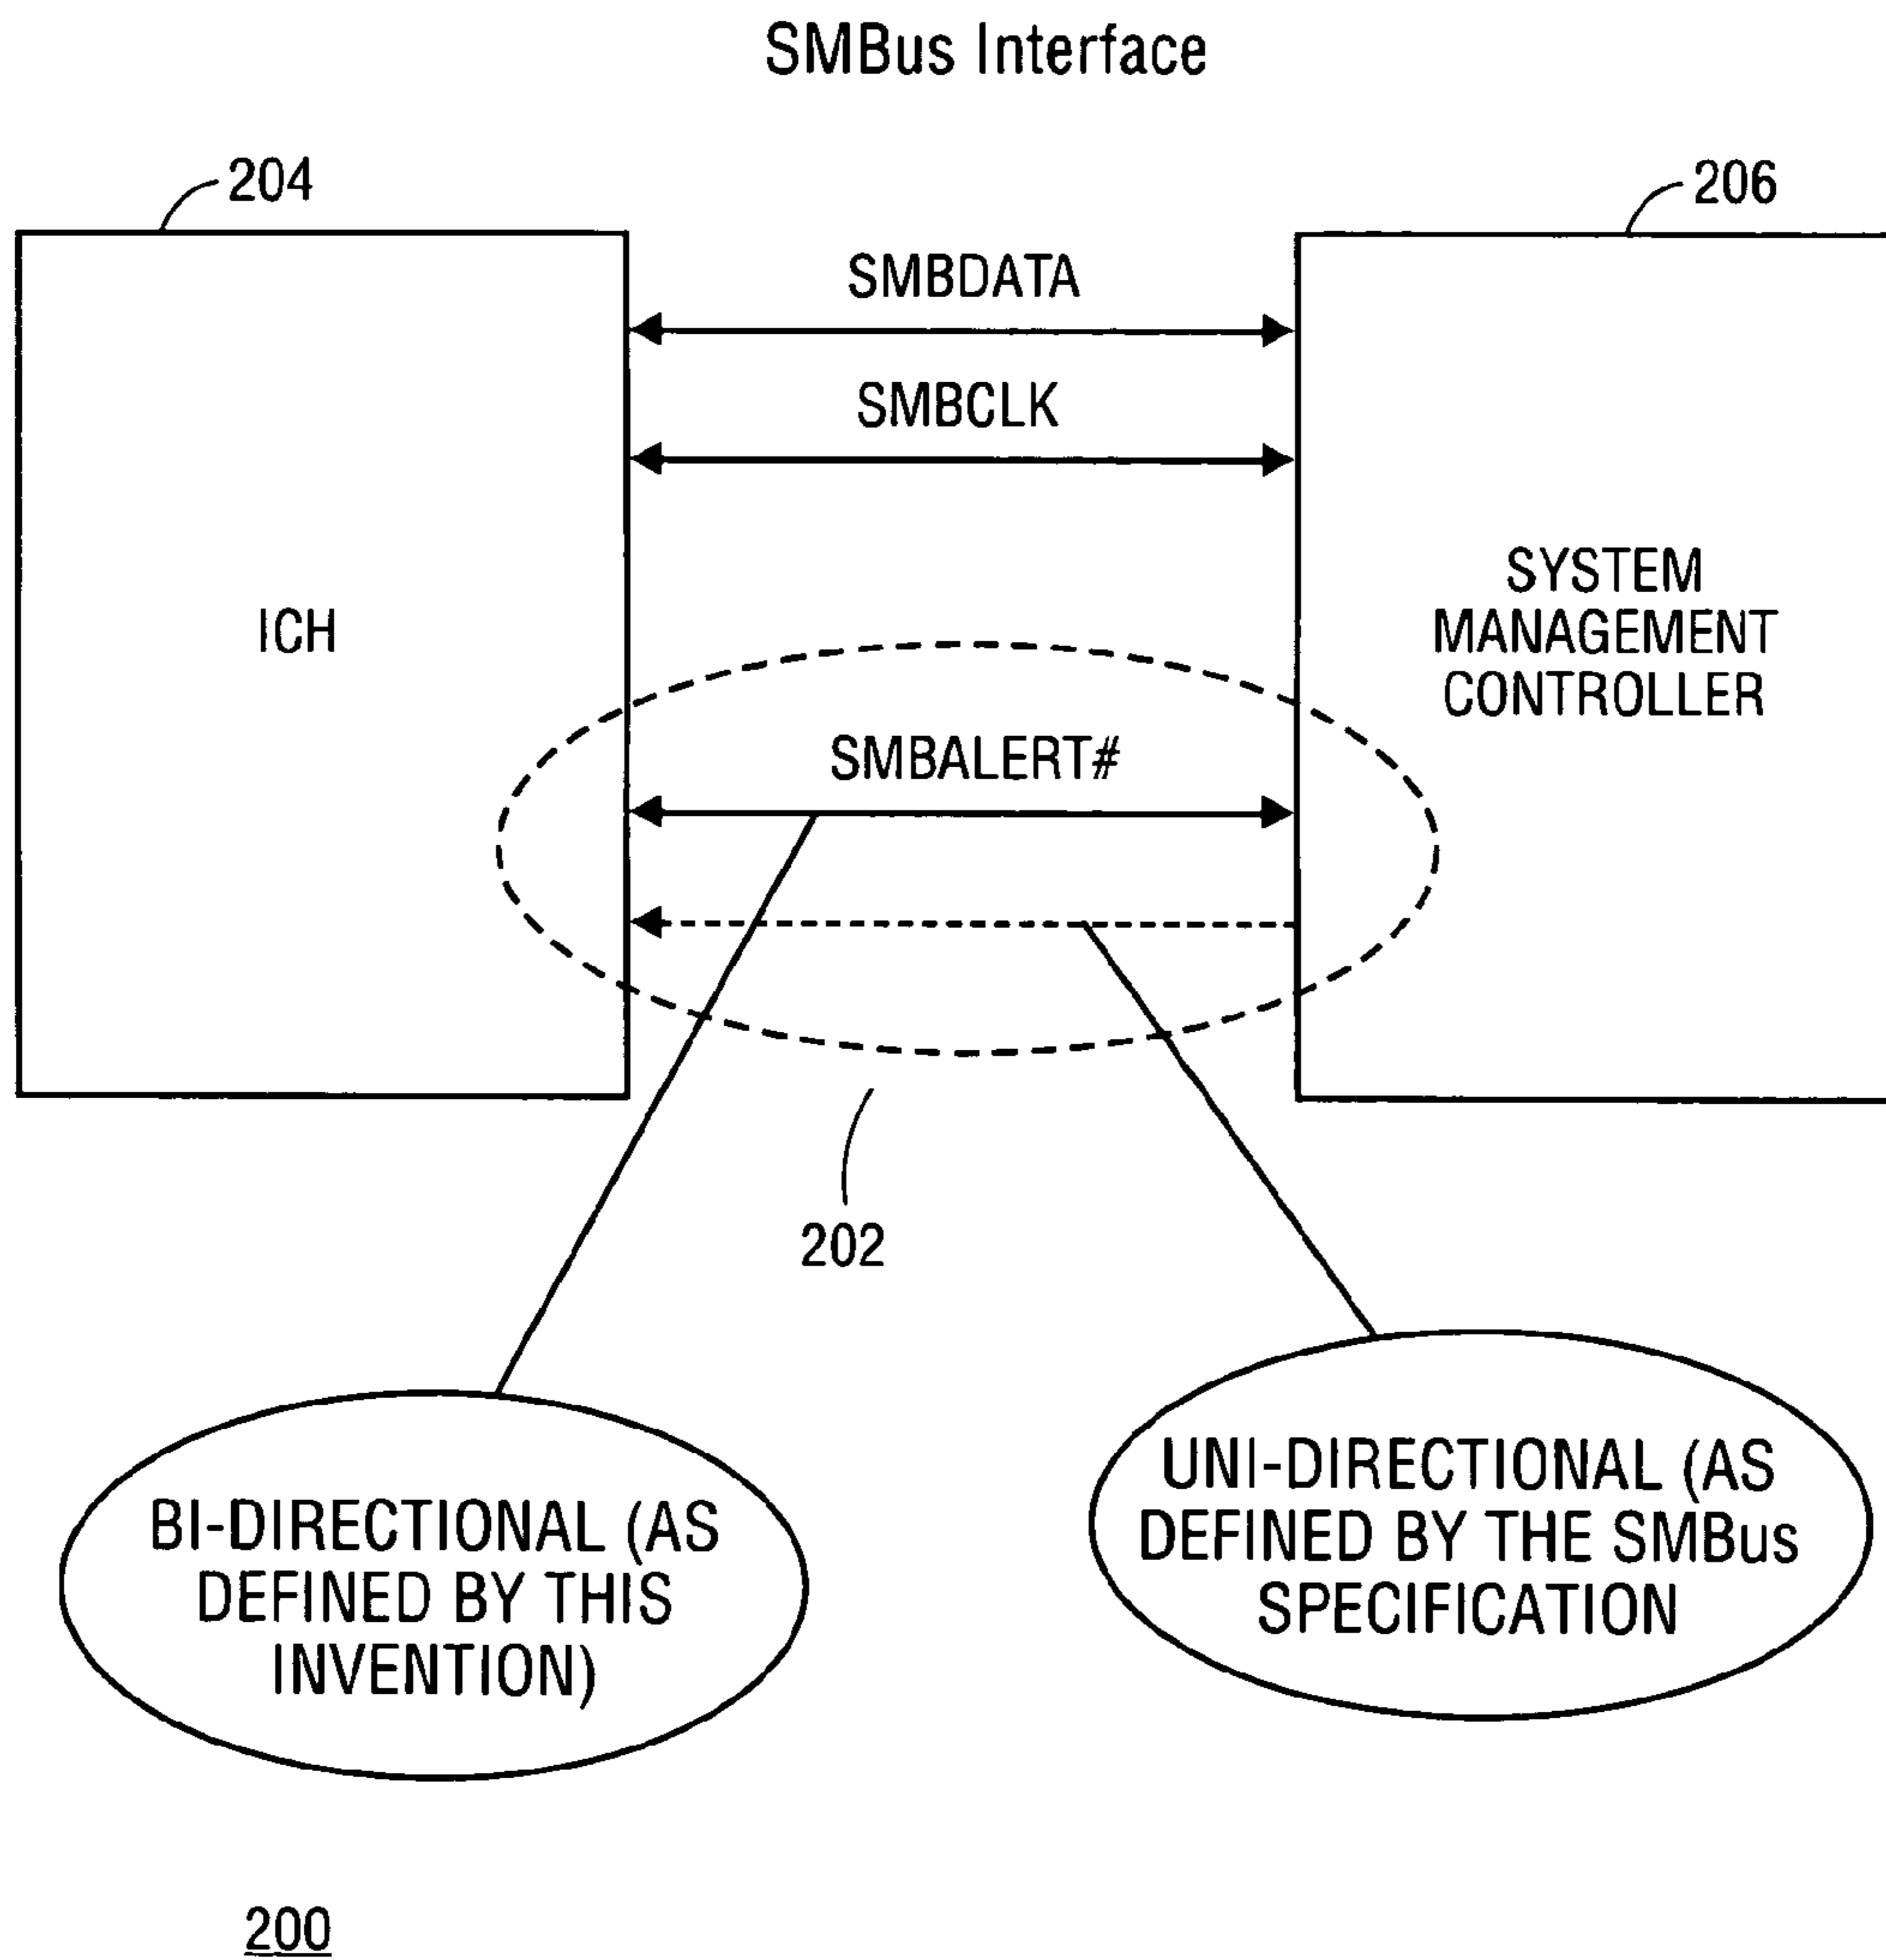 SMBus Interface
204
206
SMBDATA
SMBCLK
ICH
SYSTEM
MANAGEMENT
CONTROLLER
SMBALERT#
202
BI-DIRECTIONAL (AS
DEFINED BY THIS
INVENTION)
UNI-DIRECTIONAL (AS
DEFINED BY THE SMBus
SPECIFICATION
200